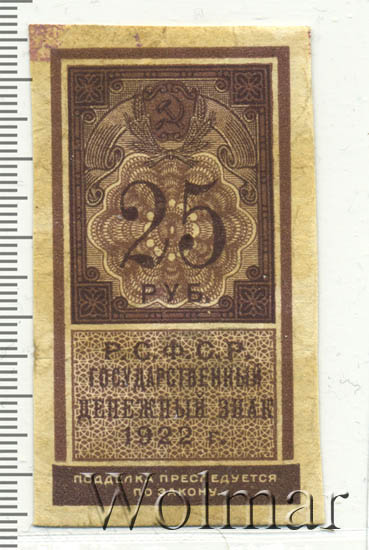 25
РУБ.
Р.С.Ф.С.Р.
ГОСУДАРСТВЕННЫЙ
ДЕНЕЖНЫЙ ЗНАК
1922 г.
ПОДДЕЛКА ПРЕСЛЕДУЕТСЯ
ПО ЗАКОНУ
Wolmar